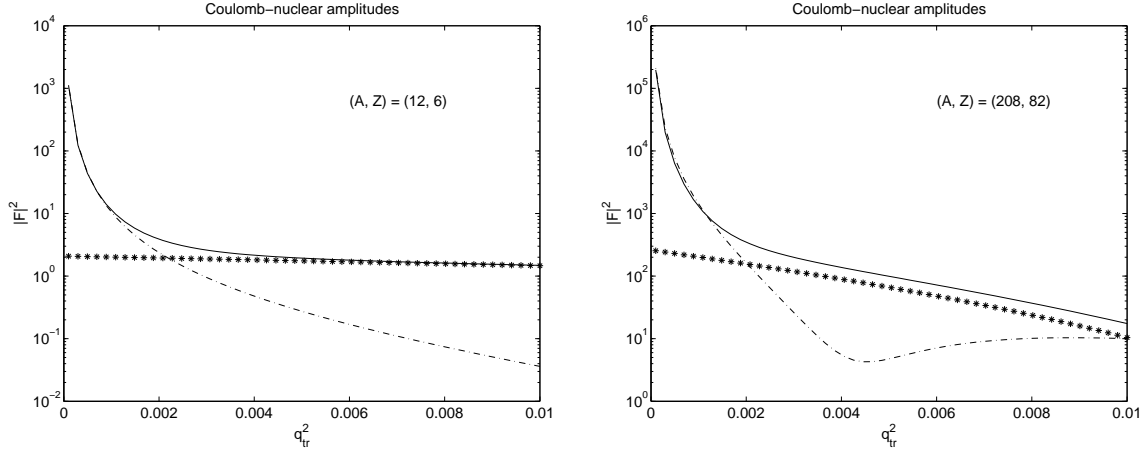 Coulomb−nuclear amplitudes
10^4
10^3
10^2
10^1
10^0
10^−1
10^−2
|F|^2
(A, Z) = (12, 6)
0 0.002 0.004 0.006 0.008 0.01
q_tr^2
Coulomb−nuclear amplitudes
10^6
10^5
10^4
10^3
10^2
10^1
10^0
|F|^2
(A, Z) = (208, 82)
0 0.002 0.004 0.006 0.008 0.01
q_tr^2